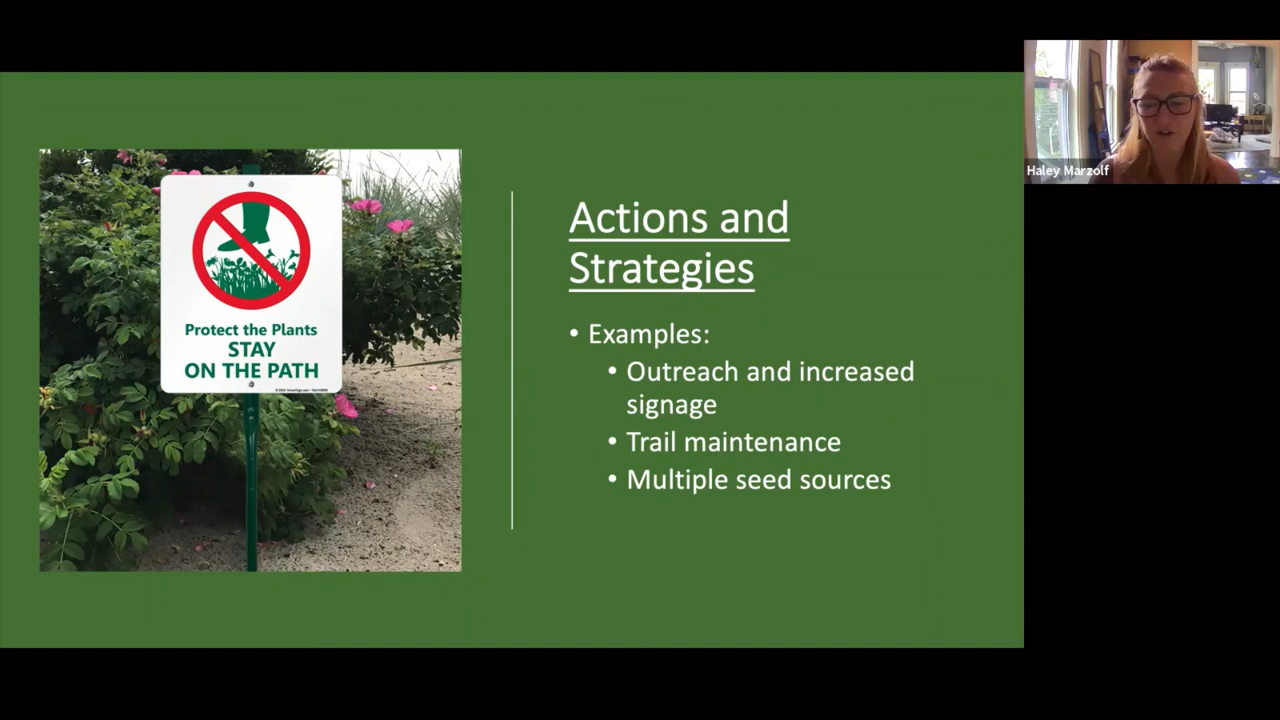 Haley Marzolf
Protect the Plants
STAY
ON THE PATH
Actions and
Strategies
• Examples:
• Outreach and increased
signage
• Trail maintenance
• Multiple seed sources